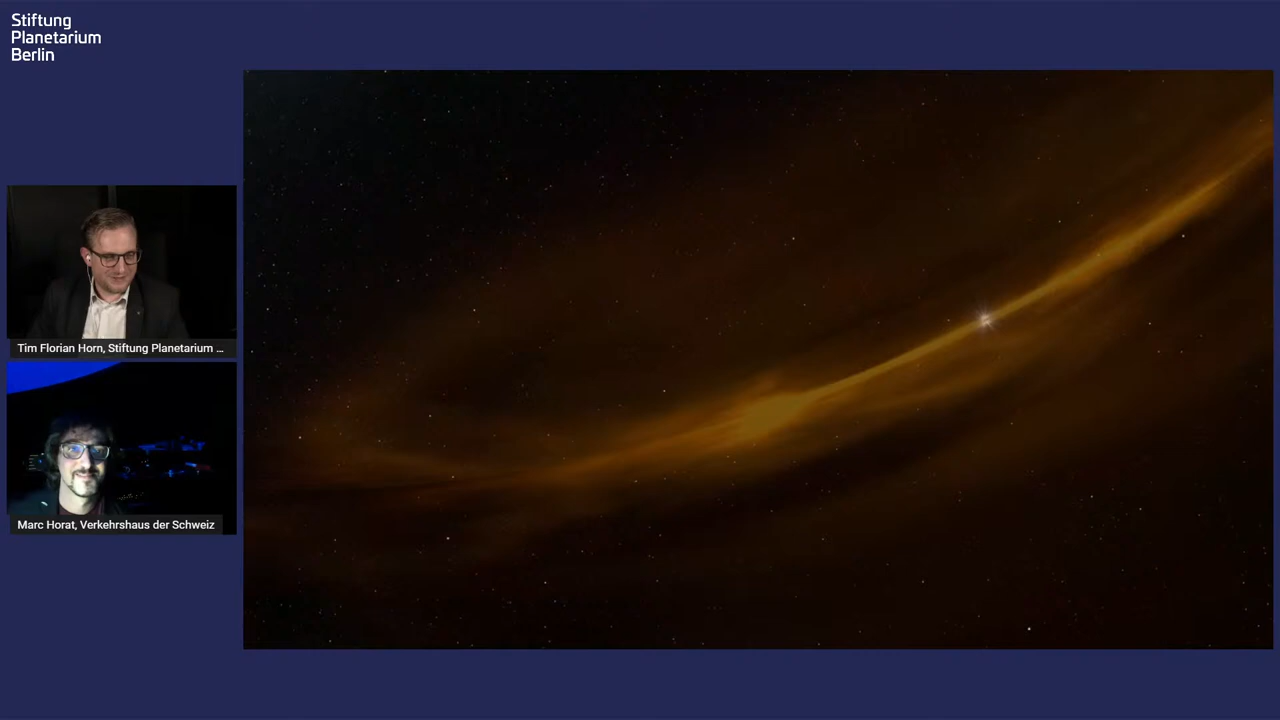 Stiftung
Planetarium
Berlin
Tim Florian Horn, Stiftung Planetarium ...
Marc Horat, Verkehrshaus der Schweiz